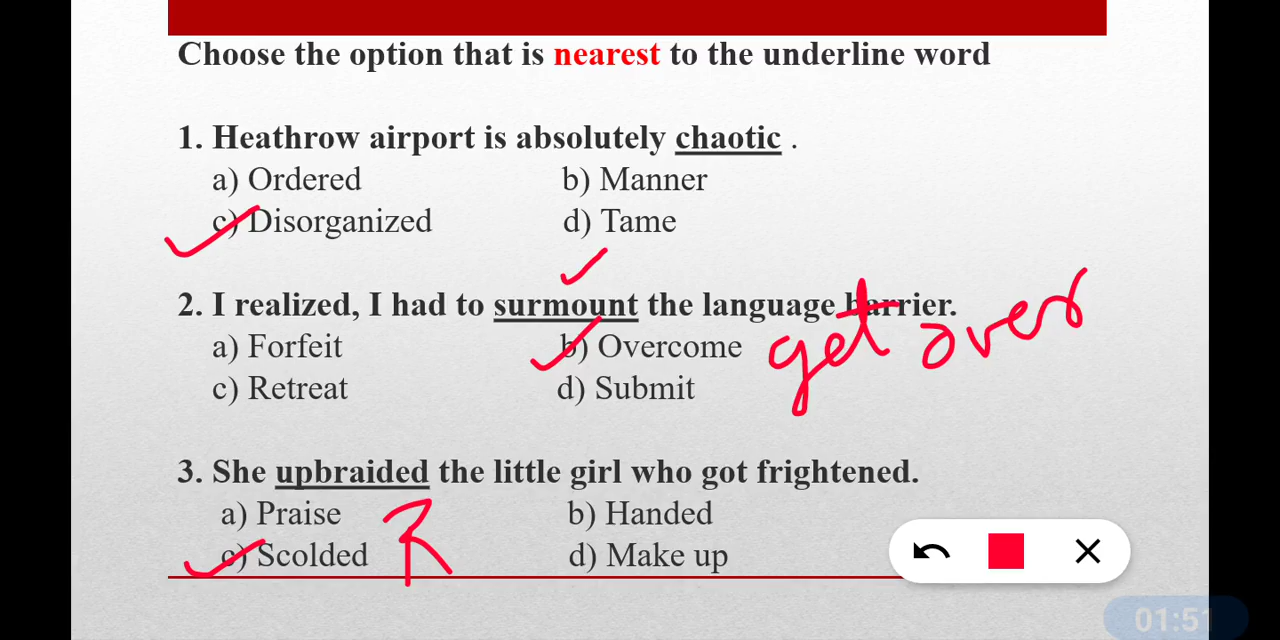 Choose the option that is nearest to the underline word
1. Heathrow airport is absolutely chaotic .
a) Ordered b) Manner
c) Disorganized d) Tame
2. I realized, I had to surmount the language barrier.
a) Forfeit b) Overcome get over
c) Retreat d) Submit
3. She upbraided the little girl who got frightened.
a) Praise b) Handed
c) Scolded R d) Make up
01:51